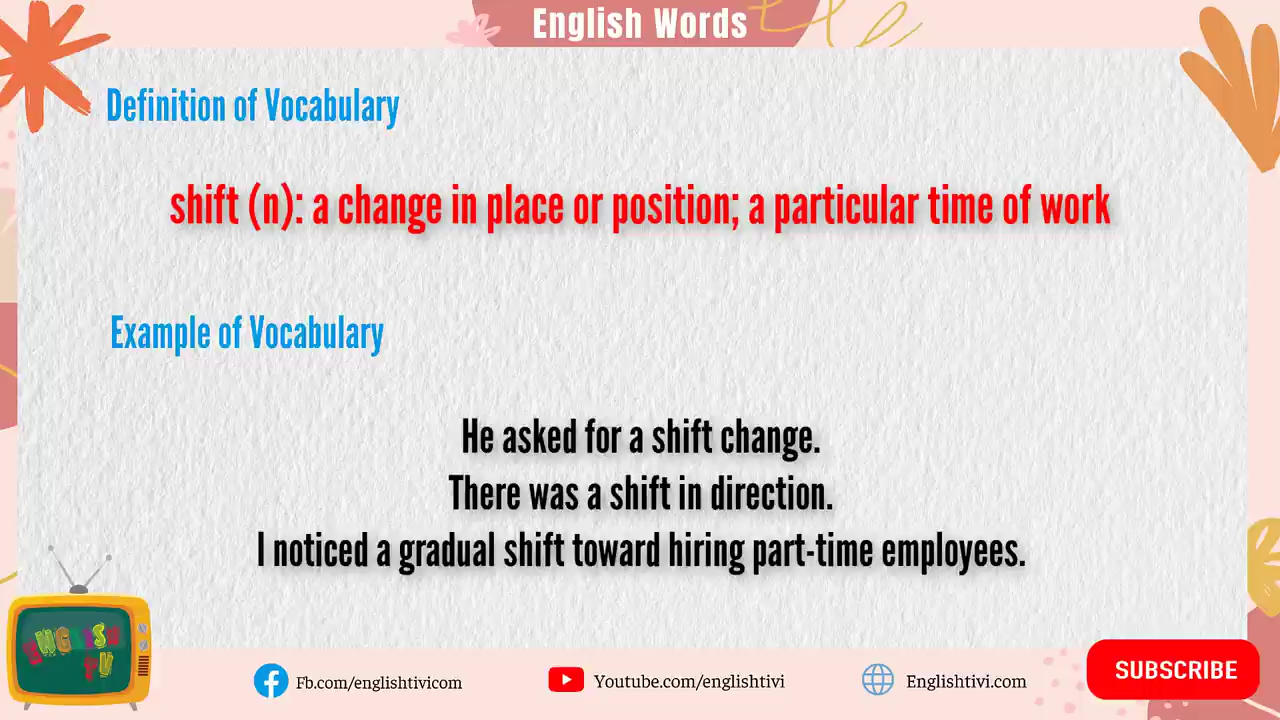 English Words
Definition of Vocabulary
shift (n): a change in place or position; a particular time of work
Example of Vocabulary
He asked for a shift change.
There was a shift in direction.
I noticed a gradual shift toward hiring part-time employees.
ENGLISH
TV
Fb.com/englishtivicom
Youtube.com/englishtivi
Englishtivi.com
SUBSCRIBE